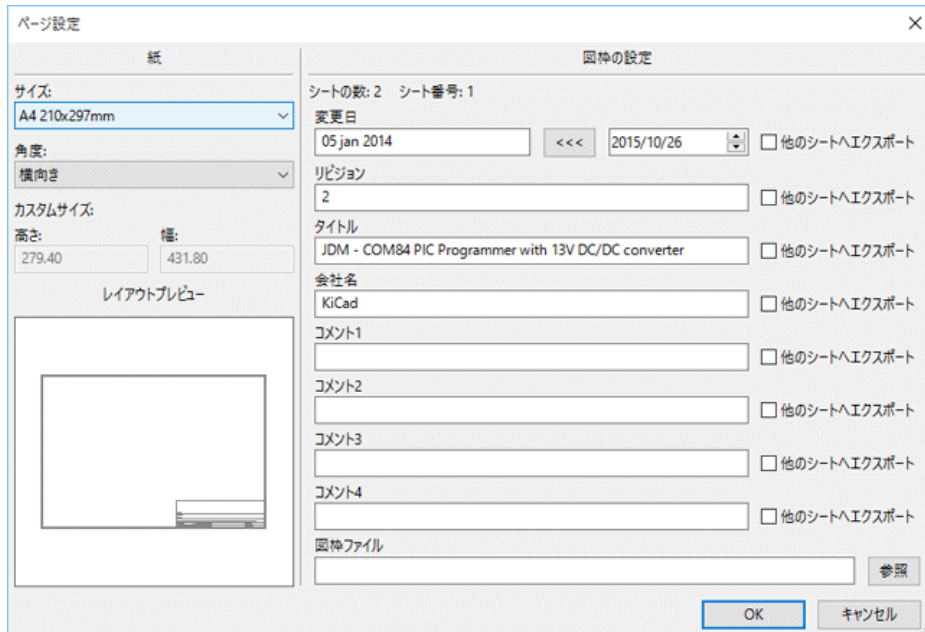 ページ設定
紙
サイズ:
A4 210x297mm
角度:
横向き
カスタムサイズ:
高さ: 幅:
279.40 431.80
レイアウトプレビュー
図枠の設定
シートの数: 2 シート番号: 1
変更日
05 jan 2014 <<< 2015/10/26 他のシートへエクスポート
リビジョン
2 他のシートへエクスポート
タイトル
JDM - COM84 PIC Programmer with 13V DC/DC converter 他のシートへエクスポート
会社名
KiCad 他のシートへエクスポート
コメント1
他のシートへエクスポート
コメント2
他のシートへエクスポート
コメント3
他のシートへエクスポート
コメント4
他のシートへエクスポート
図枠ファイル
参照
OK キャンセル